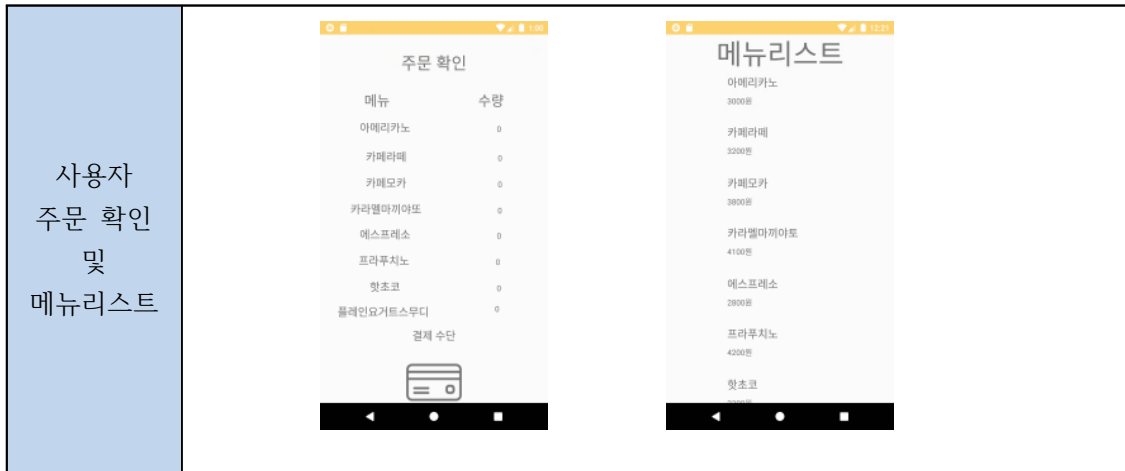 사용자
주문 확인
및
메뉴리스트
1:00
주문 확인
메뉴 수량
아메리카노 0
카페라떼 0
카페모카 0
카라멜마끼야또 0
에스프레소 0
프라푸치노 0
핫초코 0
플레인요거트스무디 0
결제 수단
12:21
메뉴리스트
아메리카노
3000원
카페라떼
3200원
카페모카
3800원
카라멜마끼야토
4100원
에스프레소
2800원
프라푸치노
4200원
핫초코